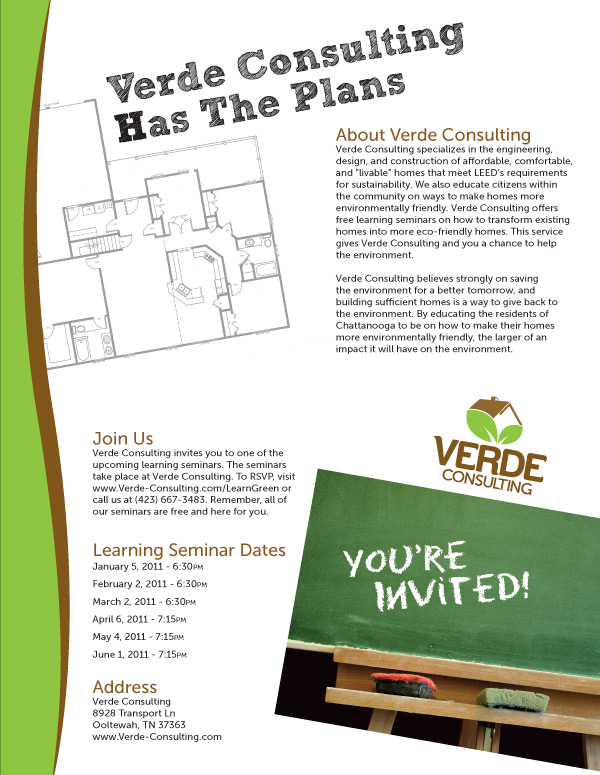 Verde Consulting
Has The Plans
About Verde Consulting
Verde Consulting specializes in the engineering,
design, and construction of affordable, comfortable,
and "livable" homes that meet LEED's requirements
for sustainability. We also educate citizens within
the community on ways to make homes more
environmentally friendly. Verde Consulting offers
free learning seminars on how to transform existing
homes into more eco-friendly homes. This service
gives Verde Consulting and you a chance to help
the environment.
Verde Consulting believes strongly on saving
the environment for a better tomorrow, and
building sufficient homes is a way to give back to
the environment. By educating the residents of
Chattanooga to be on how to make their homes
more environmentally friendly, the larger of an
impact it will have on the environment.
Join Us
Verde Consulting invites you to one of the
upcoming learning seminars. The seminars
take place at Verde Consulting. To RSVP, visit
www.Verde-Consulting.com/LearnGreen or
call us at (423) 667-3483. Remember, all of
our seminars are free and here for you.
VERDE
CONSULTING
YOU'RE
INViTED!
Learning Seminar Dates
January 5, 2011 - 6:30PM
February 2, 2011 - 6:30PM
March 2, 2011 - 6:30PM
April 6, 2011 - 7:15PM
May 4, 2011 - 7:15PM
June 1, 2011 - 7:15PM
Address
Verde Consulting
8928 Transport Ln
Ooltewah, TN 37363
www.Verde-Consulting.com